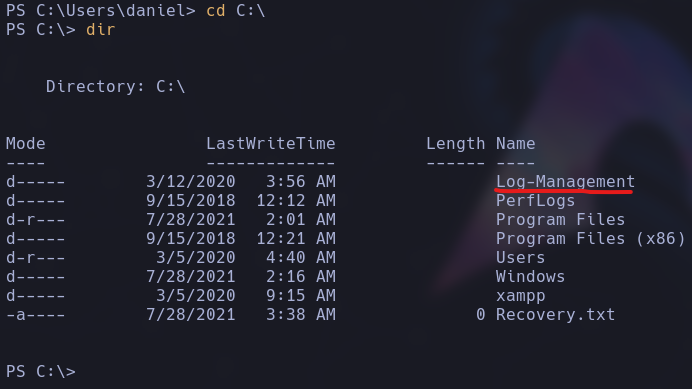 PS C:\Users\daniel> cd C:\
PS C:\> dir
Directory: C:\
Mode                LastWriteTime         Length Name
----                -------------         ------ ----
d-----        3/12/2020   3:56 AM                Log-Management
d-----        9/15/2018  12:12 AM                PerfLogs
d-r---        7/28/2021   2:01 AM                Program Files
d-----        9/15/2018  12:21 AM                Program Files (x86)
d-r---         3/5/2020   4:40 AM                Users
d-----        7/28/2021   2:16 AM                Windows
d-----         3/5/2020   9:15 AM                xampp
-a----        7/28/2021   3:38 AM              0 Recovery.txt
PS C:\>